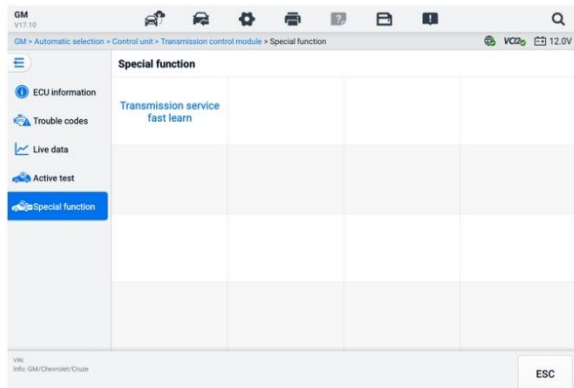 GM
V17.10
GM > Automatic selection > Control unit > Transmission control module > Special function
VCI
12.0V
Special function
ECU information
Trouble codes
Live data
Active test
Special function
Transmission service
fast learn
VIN:
Info: GM/Chevrolet/Cruze
ESC